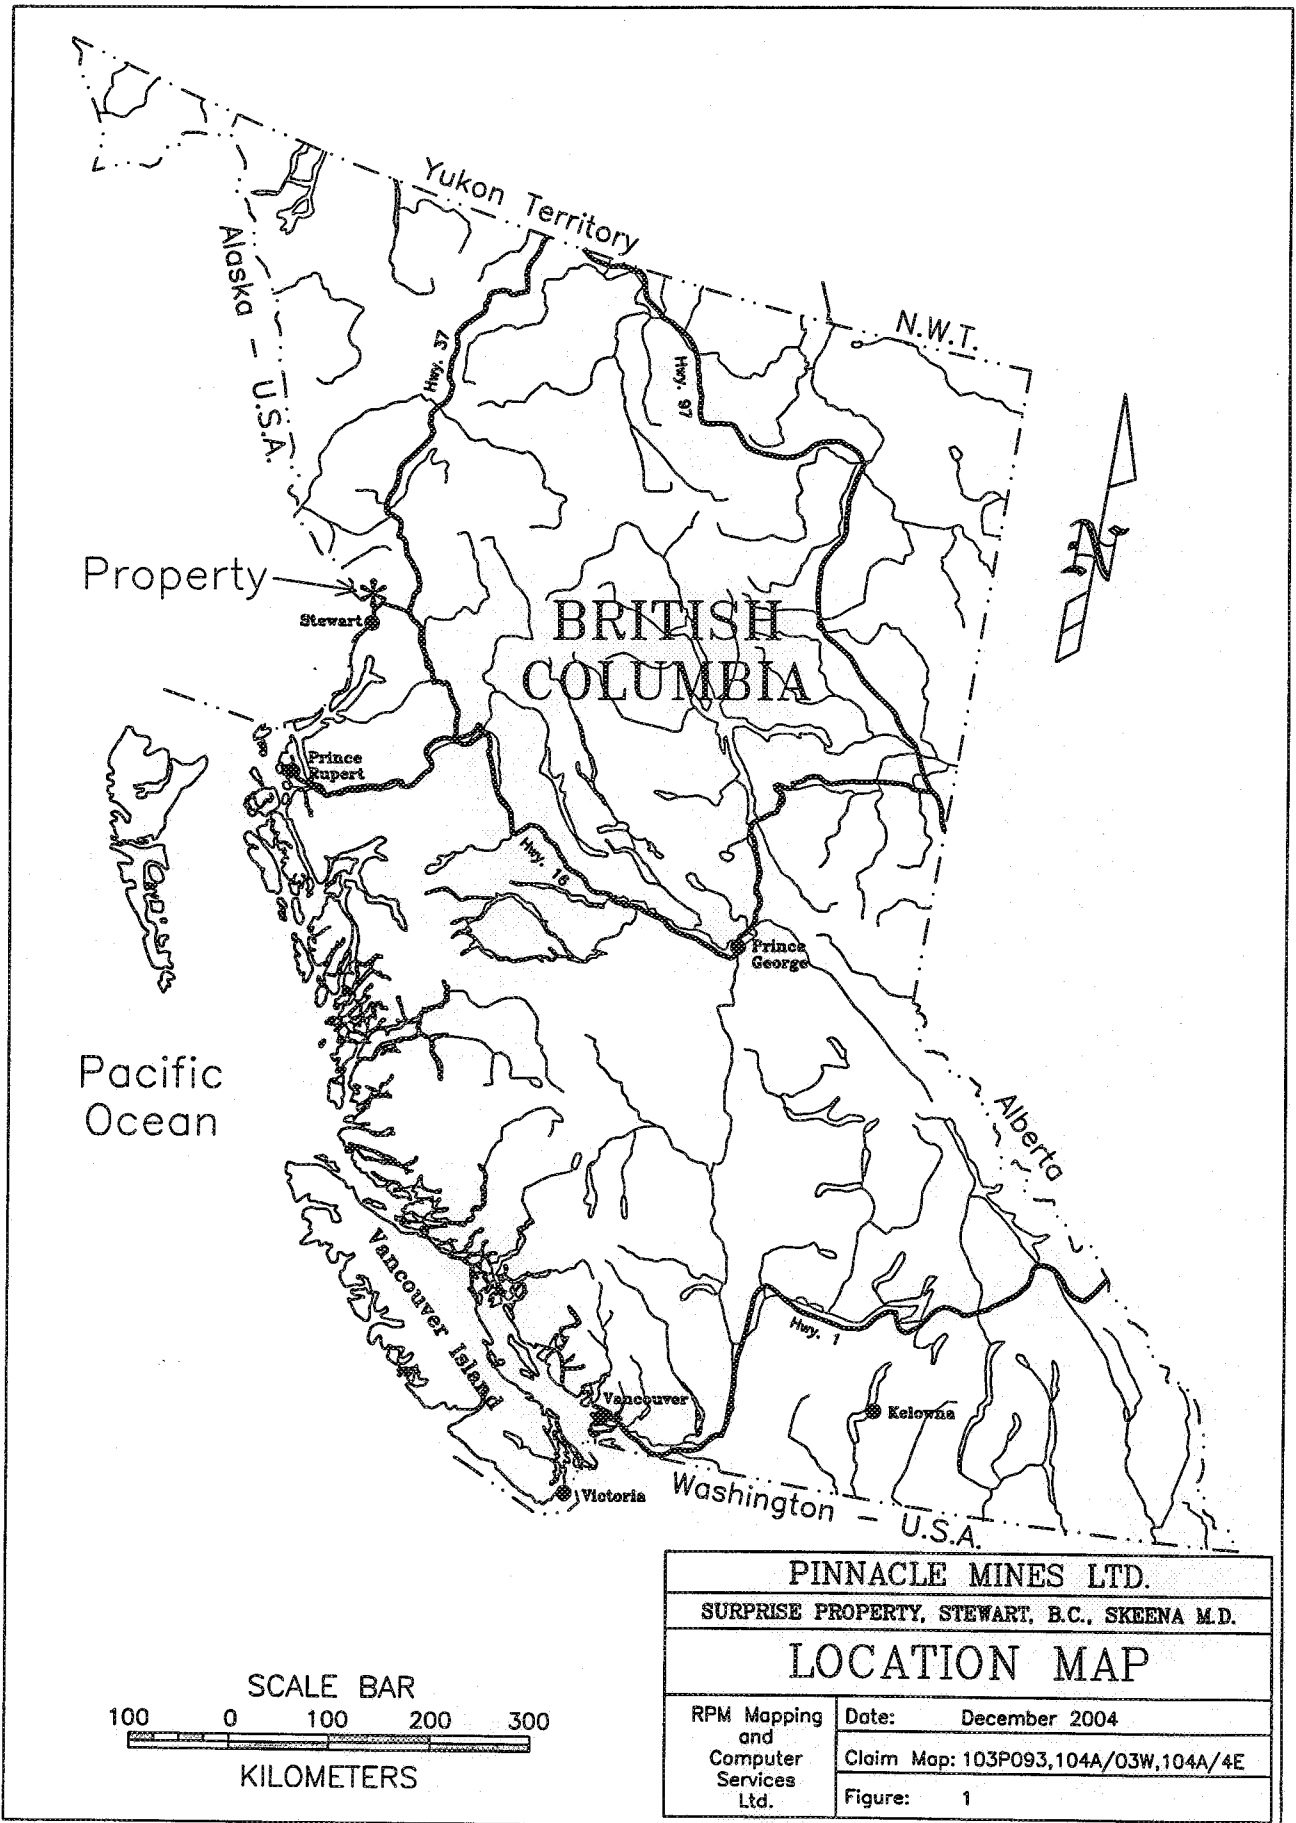 Yukon Territory
Alaska - U.S.A.
N.W.T.
Hwy. 37
Hwy. 97
N
Property
Stewart
BRITISH
COLUMBIA
Prince
Rupert
Hwy. 16
Prince
George
Pacific
Ocean
Alberta
Vancouver Island
Hwy. 1
Vancouver
Kelowna
Victoria
Washington - U.S.A.
PINNACLE MINES LTD.
SURPRISE PROPERTY, STEWART, B.C., SKEENA M.D.
LOCATION MAP
RPM Mapping
and
Computer
Services
Ltd.
Date: December 2004
Claim Map: 103P093,104A/03W,104A/4E
Figure: 1
SCALE BAR
100 0 100 200 300
KILOMETERS